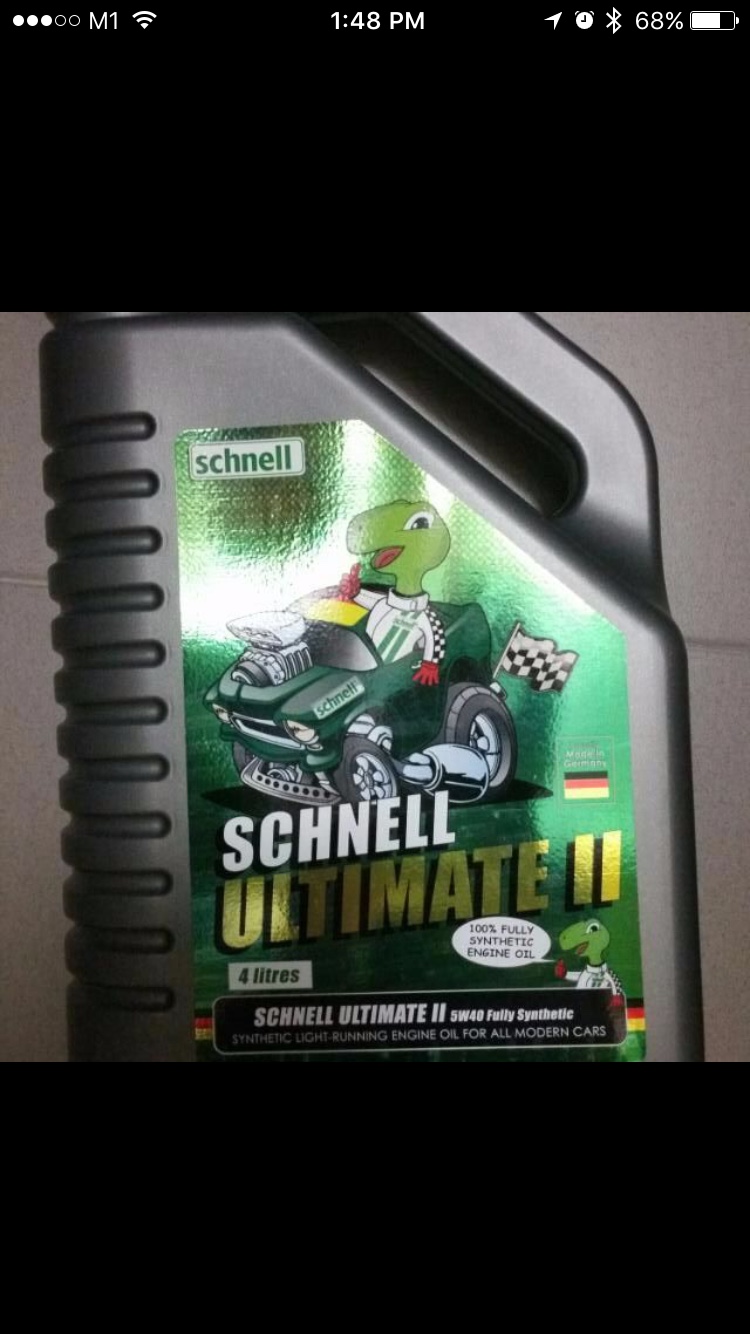 M1 1:48 PM 68%
schnell
schnell
Made in
Germany
SCHNELL
ULTIMATE II
100% FULLY
SYNTHETIC
ENGINE OIL
4 litres
SCHNELL ULTIMATE II 5W40 Fully Synthetic
SYNTHETIC LIGHT-RUNNING ENGINE OIL FOR ALL MODERN CARS